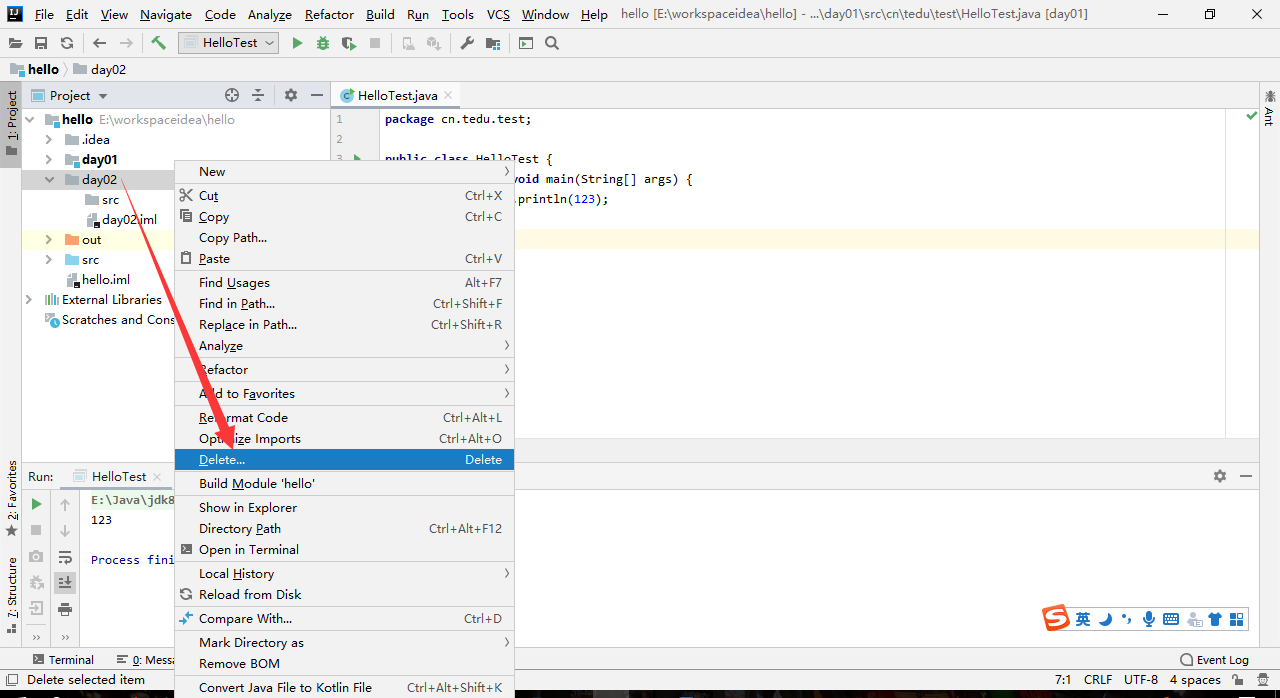 File Edit View Navigate Code Analyze Refactor Build Run Tools VCS Window Help hello [E:\workspaceidea\hello] - ...\day01\src\cn\tedu\test\HelloTest.java [day01]
HelloTest
hello day02
Project HelloTest.java
1: Project
hello E:\workspaceidea\hello
.idea
day01
day02
src
day02.iml
out
src
hello.iml
External Libraries
Scratches and Cons
1 package cn.tedu.test;
2
3 public class HelloTest {
void main(String[] args) {
.println(123);
Ant
New
Cut Ctrl+X
Copy Ctrl+C
Copy Path...
Paste Ctrl+V
Find Usages Alt+F7
Find in Path... Ctrl+Shift+F
Replace in Path... Ctrl+Shift+R
Analyze
Refactor
Add to Favorites
Reformat Code Ctrl+Alt+L
Optimize Imports Ctrl+Alt+O
Delete... Delete
Build Module 'hello'
Show in Explorer
Directory Path Ctrl+Alt+F12
Open in Terminal
Local History
Reload from Disk
Compare With... Ctrl+D
Mark Directory as
Remove BOM
Convert Java File to Kotlin File Ctrl+Alt+Shift+K
2: Favorites
7: Structure
Run: HelloTest
E:\Java\jdk8
123
Process fini
英
Terminal 0: Messa Event Log
Delete selected item 7:1 CRLF UTF-8 4 spaces